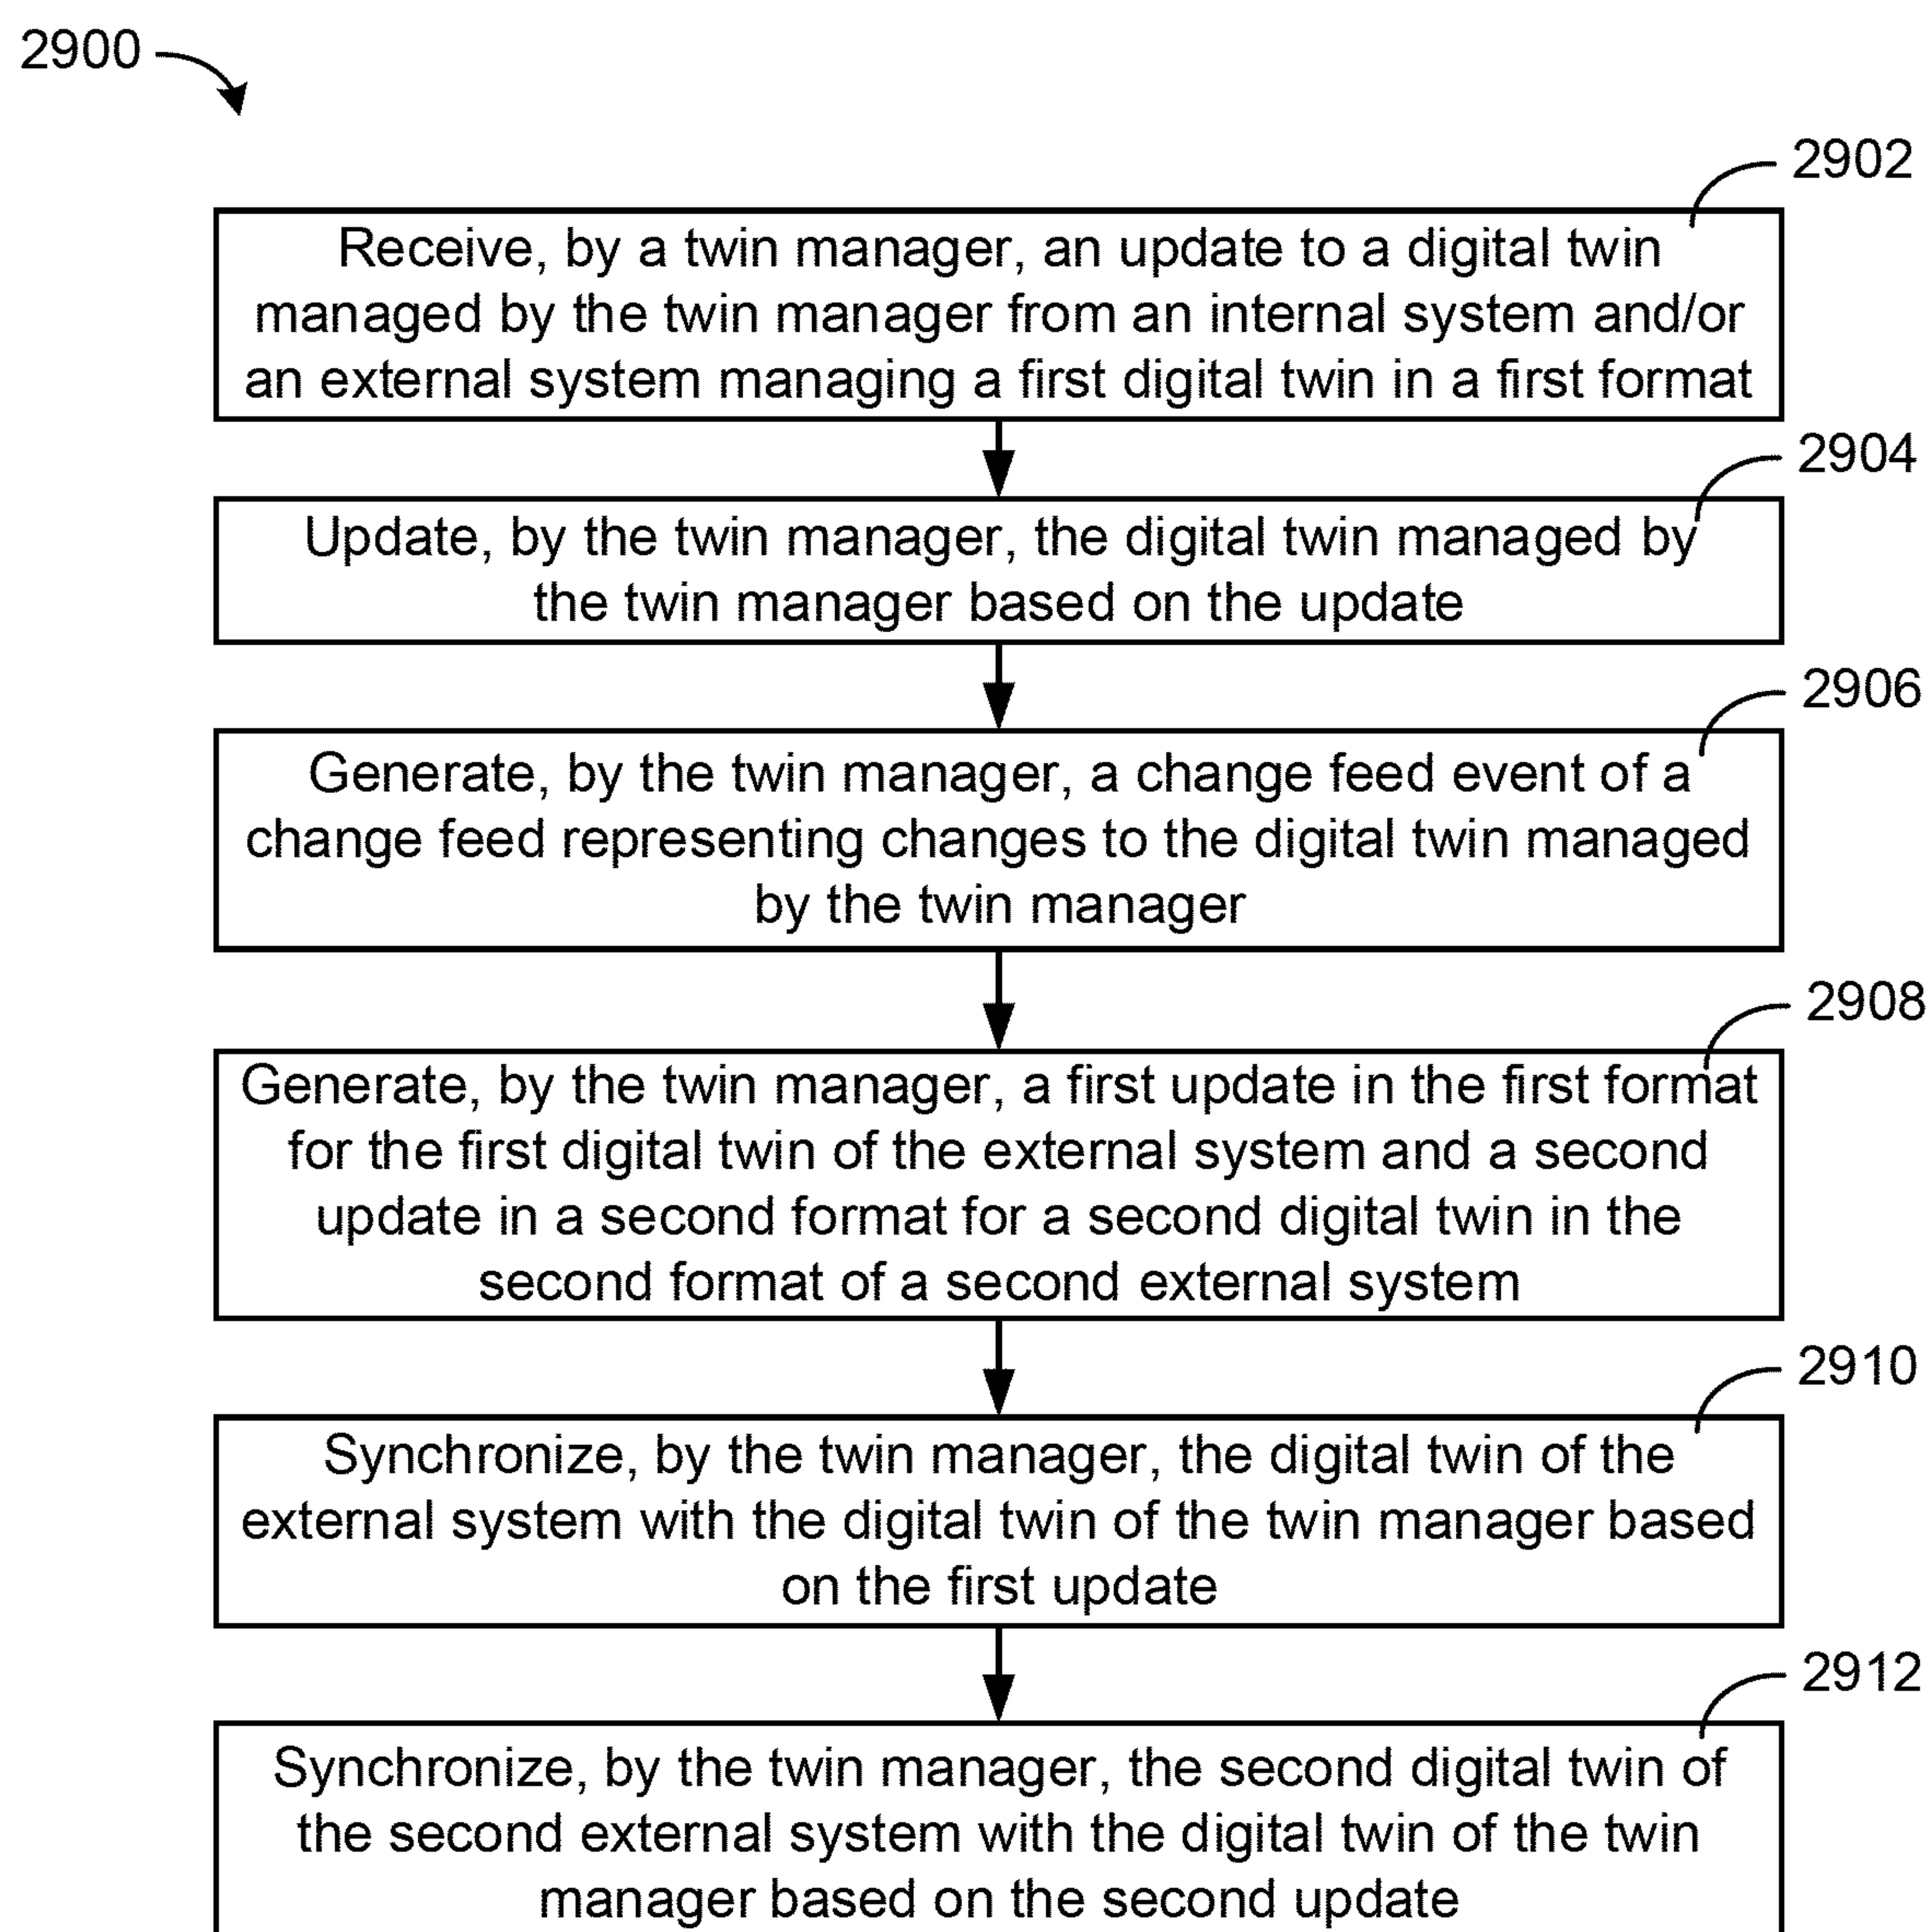 2900
2902
Receive, by a twin manager, an update to a digital twin
managed by the twin manager from an internal system and/or
an external system managing a first digital twin in a first format
2904
Update, by the twin manager, the digital twin managed by
the twin manager based on the update
2906
Generate, by the twin manager, a change feed event of a
change feed representing changes to the digital twin managed
by the twin manager
2908
Generate, by the twin manager, a first update in the first format
for the first digital twin of the external system and a second
update in a second format for a second digital twin in the
second format of a second external system
2910
Synchronize, by the twin manager, the digital twin of the
external system with the digital twin of the twin manager based
on the first update
2912
Synchronize, by the twin manager, the second digital twin of
the second external system with the digital twin of the twin
manager based on the second update